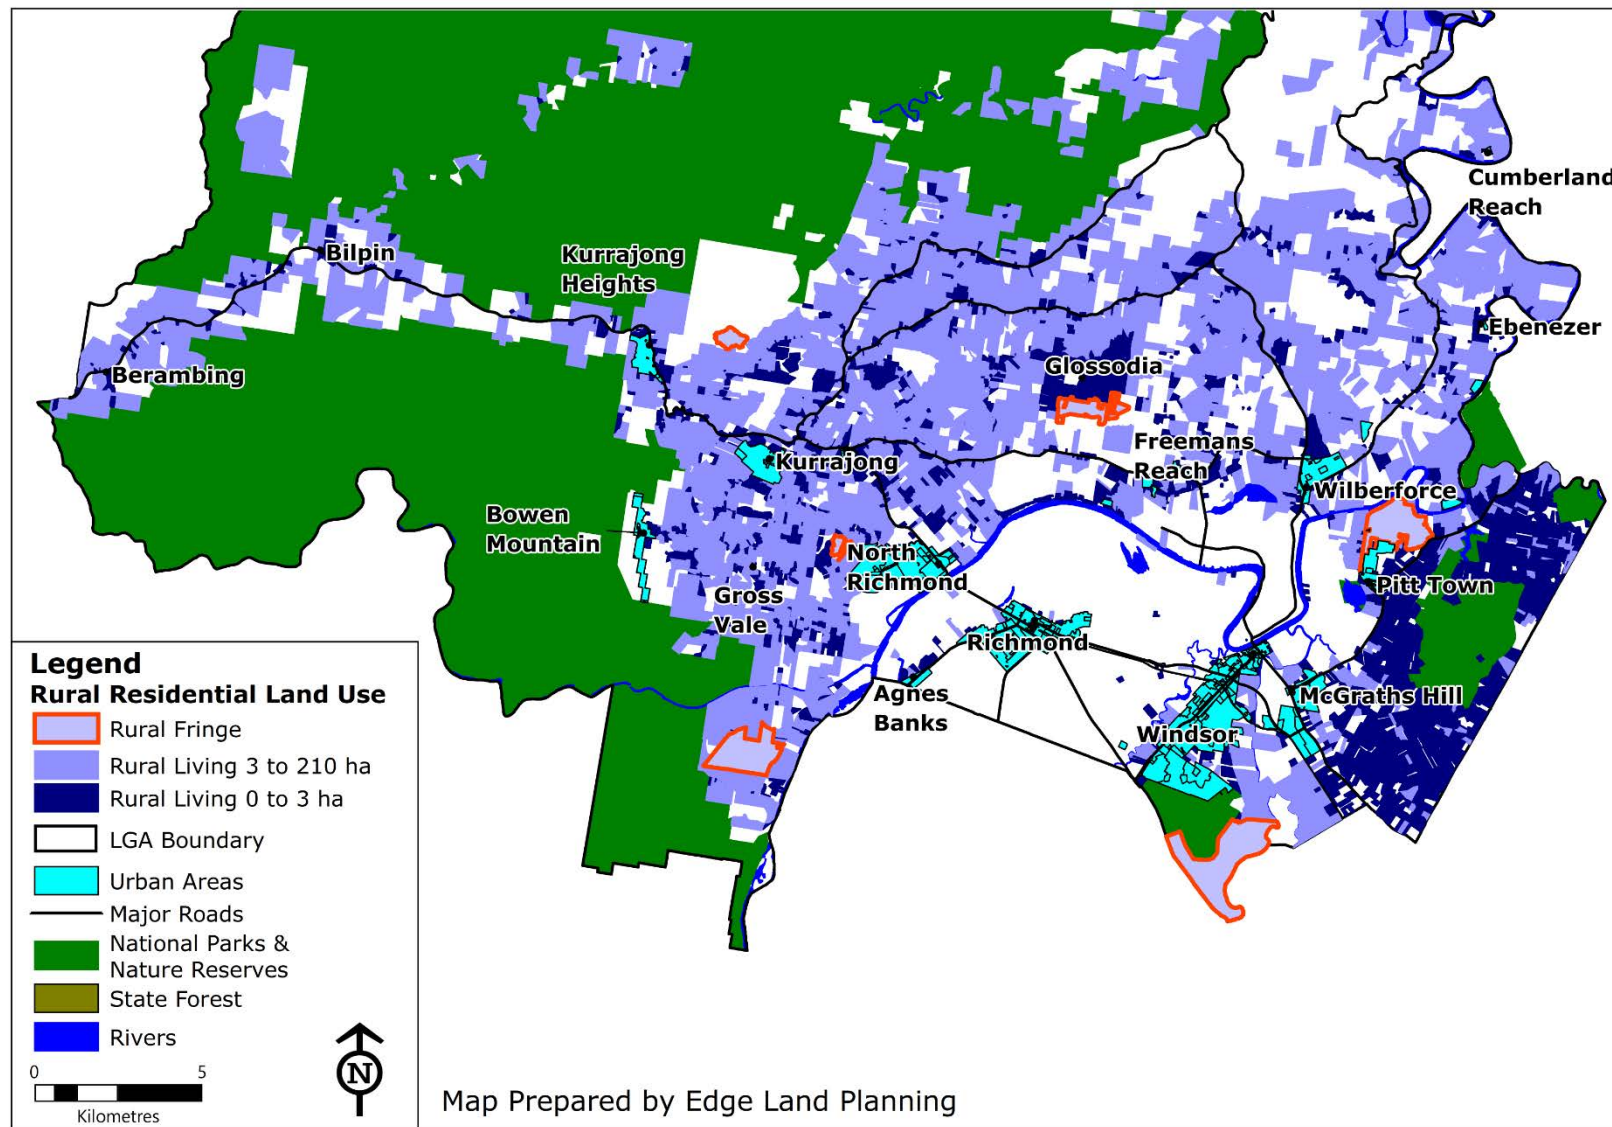 Cumberland
Reach
Bilpin
Kurrajong
Heights
Ebenezer
Berambing
Glossodia
Freemans
Reach
Kurrajong
Wilberforce
Bowen
Mountain
North
Richmond
Pitt Town
Gross
Vale
Richmond
Agnes
Banks
McGraths Hill
Windsor
Legend
Rural Residential Land Use
Rural Fringe
Rural Living 3 to 210 ha
Rural Living 0 to 3 ha
LGA Boundary
Urban Areas
Major Roads
National Parks &
Nature Reserves
State Forest
Rivers
0 5
Kilometres
N
Map Prepared by Edge Land Planning